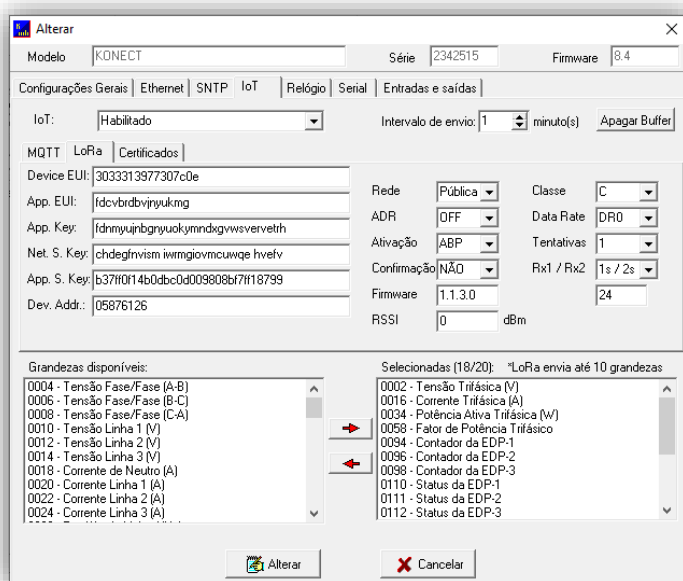 Alterar
Modelo KONECT Série 2342515 Firmware 8.4
Configurações Gerais Ethernet SNTP IoT Relógio Serial Entradas e saídas
IoT: Habilitado Intervalo de envio: 1 minuto(s) Apagar Buffer
MQTT LoRa Certificados
Device EUI: 3033313977307c0e
App. EUI: fdcvbrdbvjnyukmg
App. Key: fdnmyujnbgnyuokymndxgvwsvervetrh
Net. S. Key: chdegfnvism iwrmgiovmcuwqe hvefv
App. S. Key: b37ff0f14b0dbc0d009808bf7ff18799
Dev. Addr.: 05876126
Rede Pública Classe C
ADR OFF Data Rate DR0
Ativação ABP Tentativas 1
Confirmação NÃO Rx1 / Rx2 1s / 2s
Firmware 1.1.3.0 24
RSSI 0 dBm
Grandezas disponíveis:
0004 - Tensão Fase/Fase (A-B)
0006 - Tensão Fase/Fase (B-C)
0008 - Tensão Fase/Fase (C-A)
0010 - Tensão Linha 1 (V)
0012 - Tensão Linha 2 (V)
0014 - Tensão Linha 3 (V)
0018 - Corrente de Neutro (A)
0020 - Corrente Linha 1 (A)
0022 - Corrente Linha 2 (A)
0024 - Corrente Linha 3 (A)
Selecionadas (18/20): *LoRa envia até 10 grandezas
0002 - Tensão Trifásica (V)
0016 - Corrente Trifásica (A)
0034 - Potência Ativa Trifásica (W)
0058 - Fator de Potência Trifásico
0094 - Contador da EDP-1
0096 - Contador da EDP-2
0098 - Contador da EDP-3
0110 - Status da EDP-1
0111 - Status da EDP-2
0112 - Status da EDP-3
Alterar Cancelar